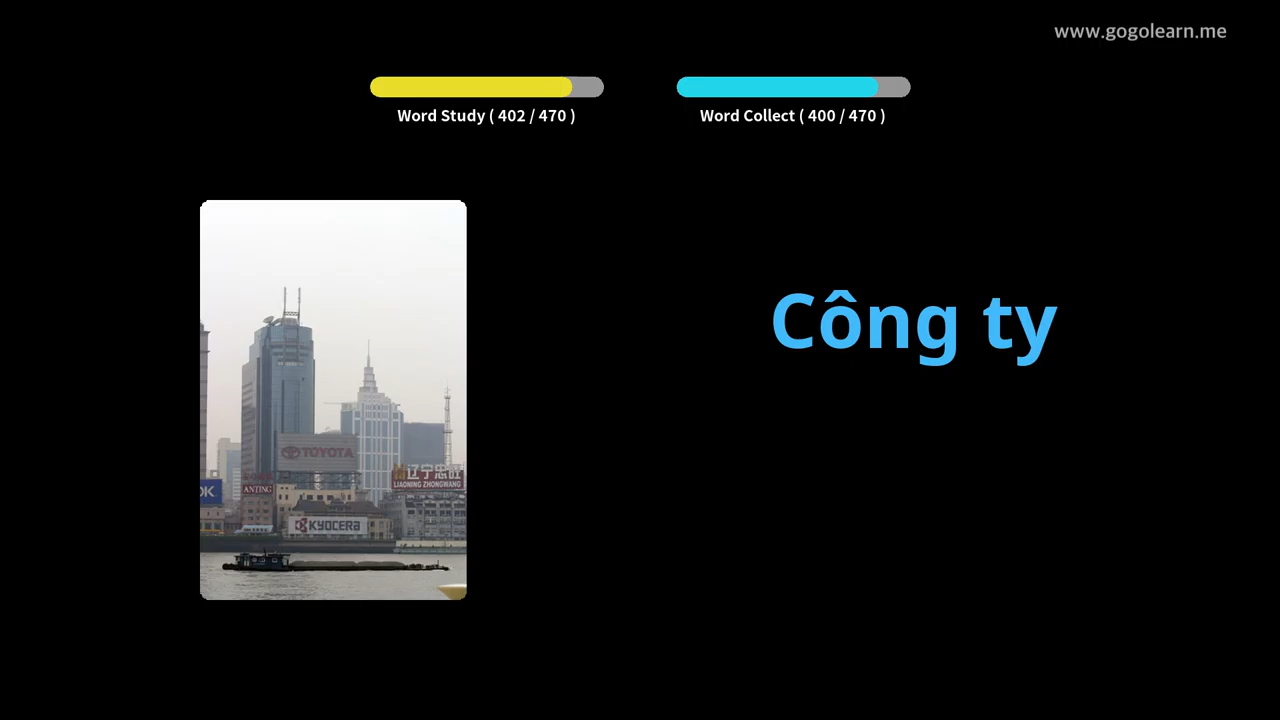 www.gogolearn.me
Word Study ( 402 / 470 )
Word Collect ( 400 / 470 )
Công ty
TOYOTA
辽宁忠旺
LIAONING ZHONGWANG
OK
ANTING
KYOCERA